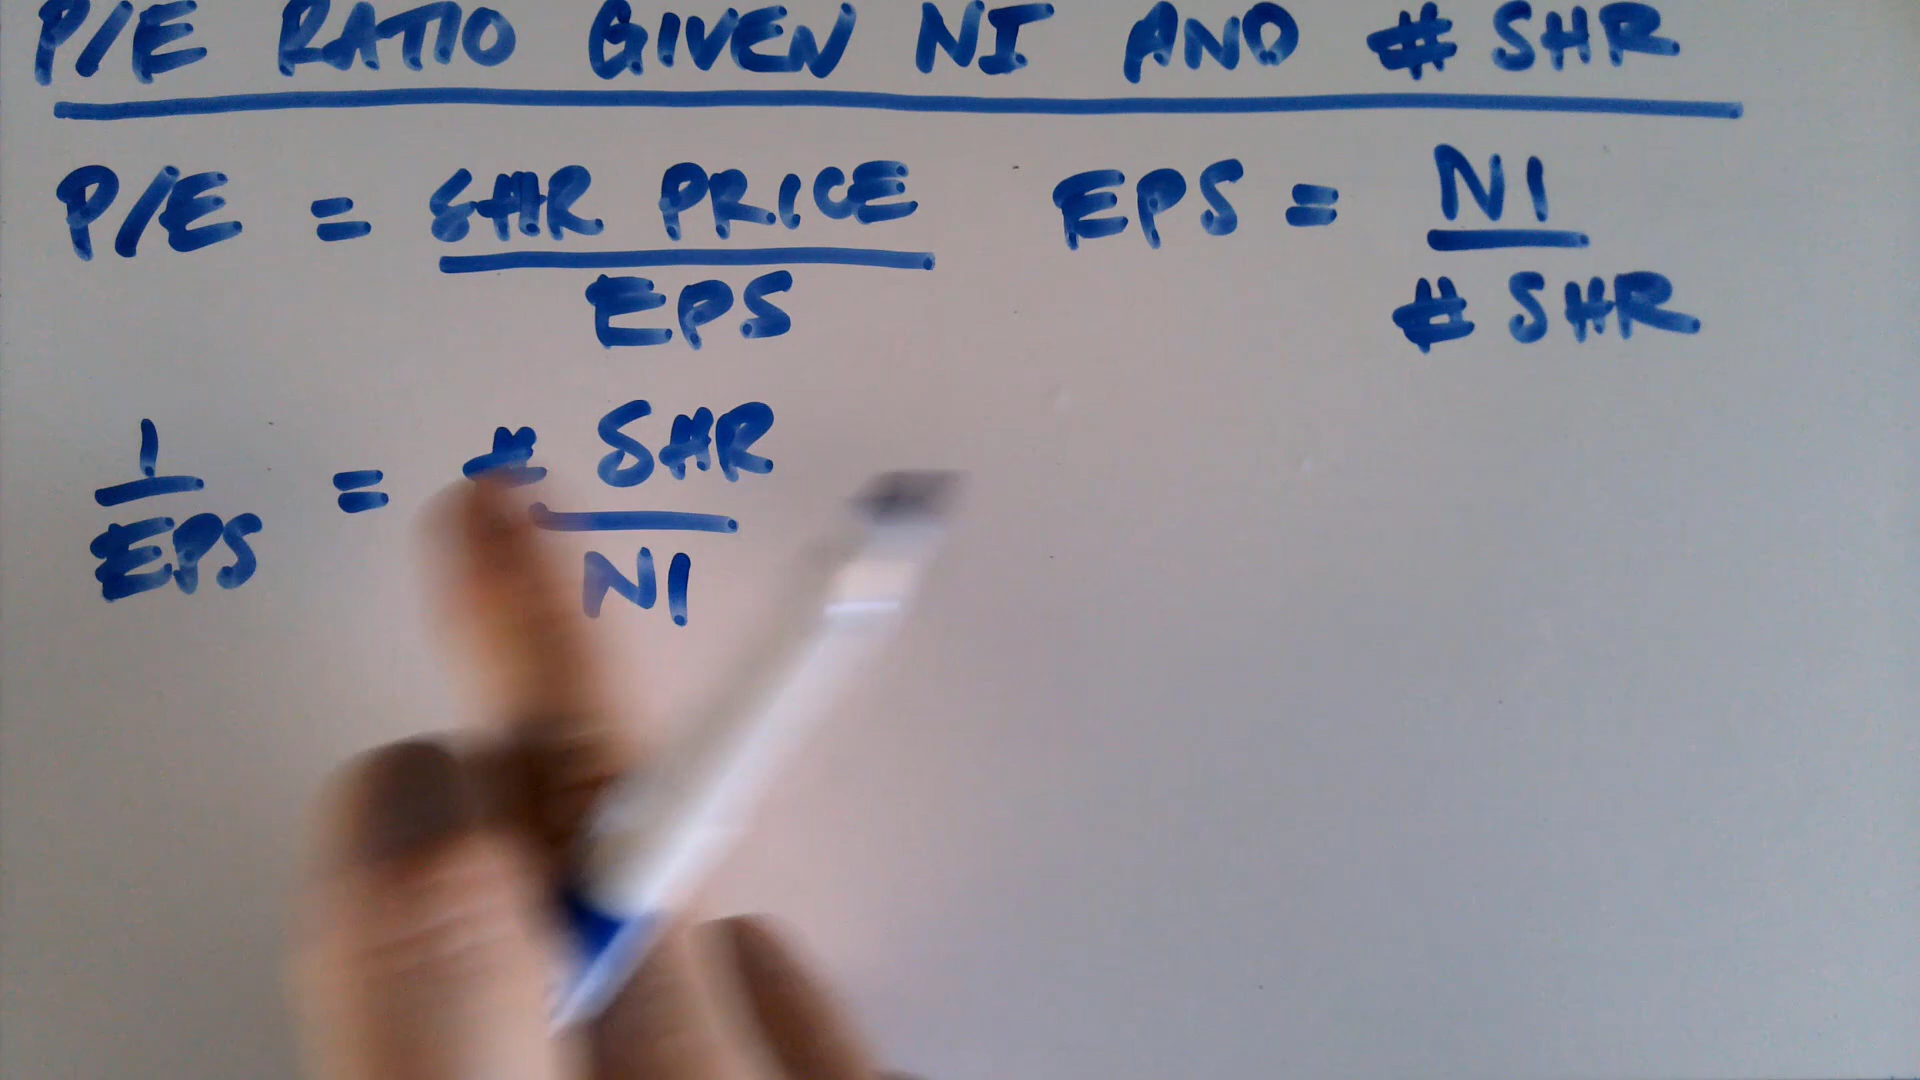 P/E RATIO GIVEN NI AND # SHR
P/E = SHR PRICE / EPS EPS = NI / # SHR
1 / EPS = # SHR / NI